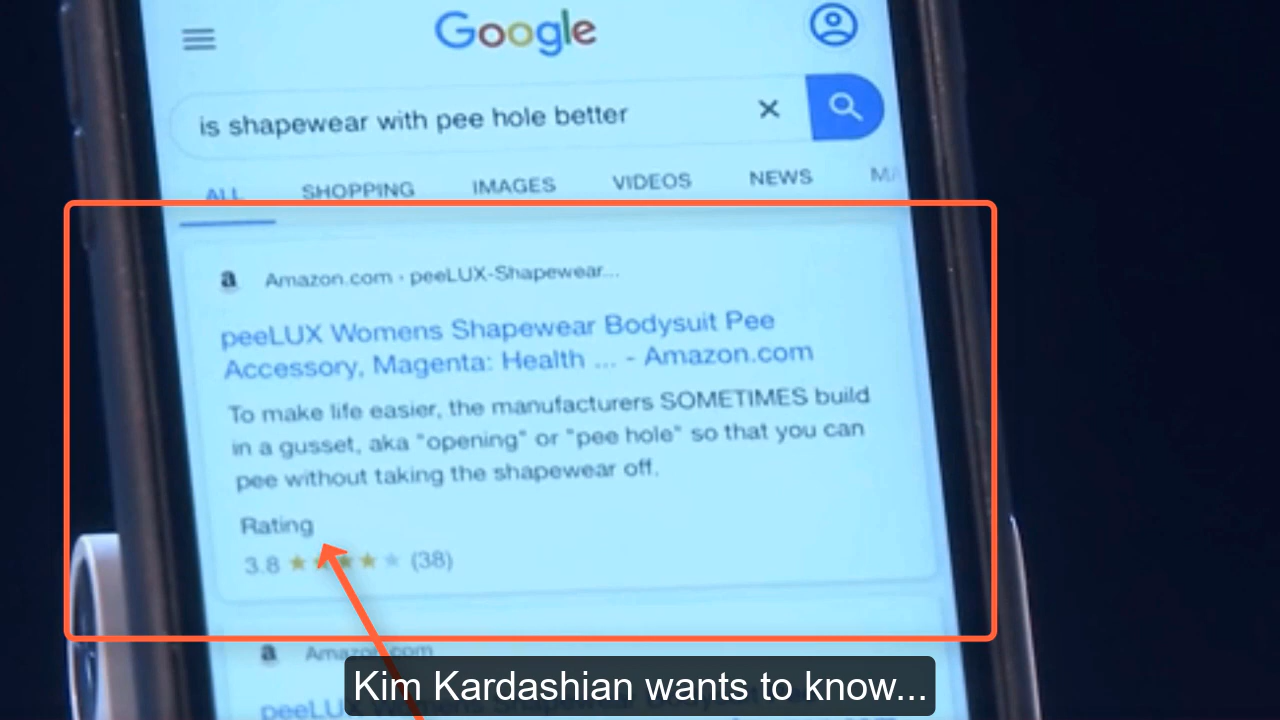 Google
is shapewear with pee hole better
ALL SHOPPING IMAGES VIDEOS NEWS
a Amazon.com › peeLUX-Shapewear...
peeLUX Womens Shapewear Bodysuit Pee
Accessory, Magenta: Health ... - Amazon.com
To make life easier, the manufacturers SOMETIMES build
in a gusset, aka "opening" or "pee hole" so that you can
pee without taking the shapewear off.
Rating
3.8 (38)
a Amazon.com
Kim Kardashian wants to know...